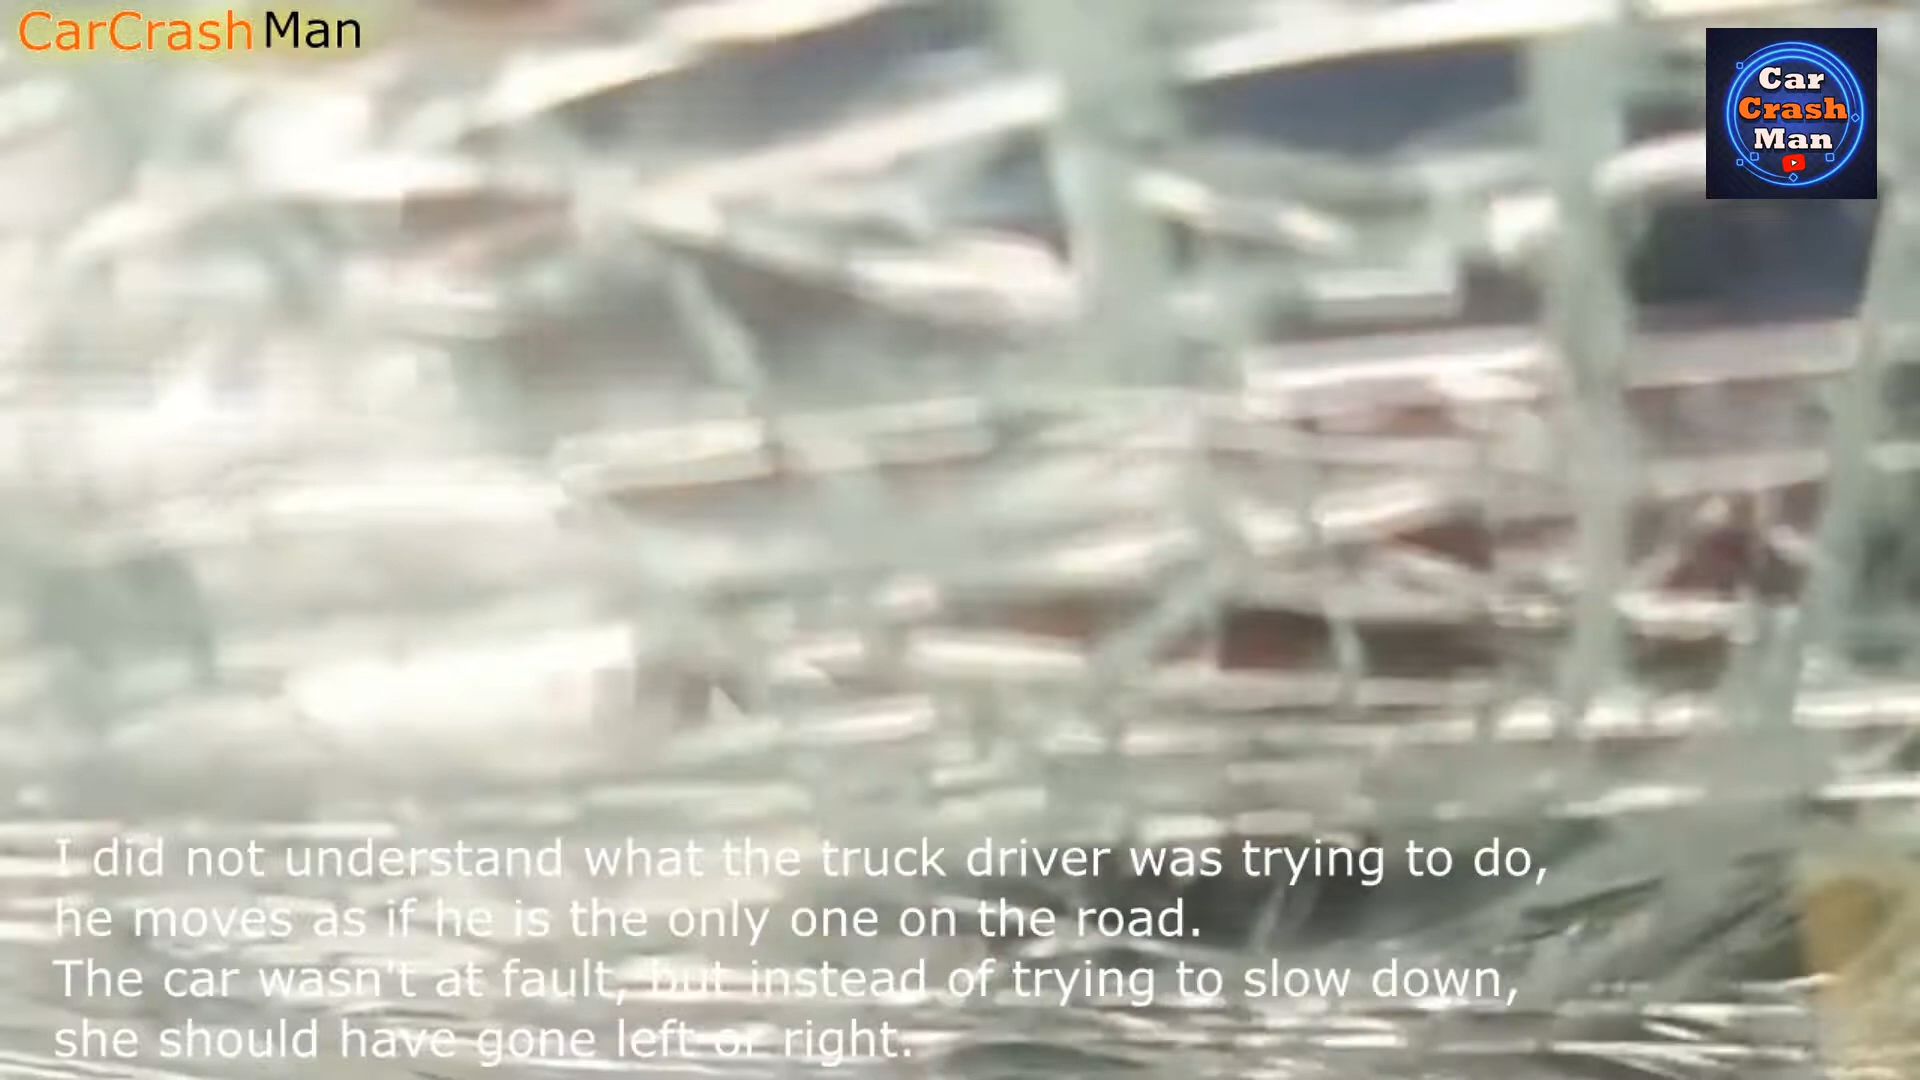 CarCrash Man
Car
Crash
Man
I did not understand what the truck driver was trying to do,
he moves as if he is the only one on the road.
The car wasn't at fault, but instead of trying to slow down,
she should have gone left or right.